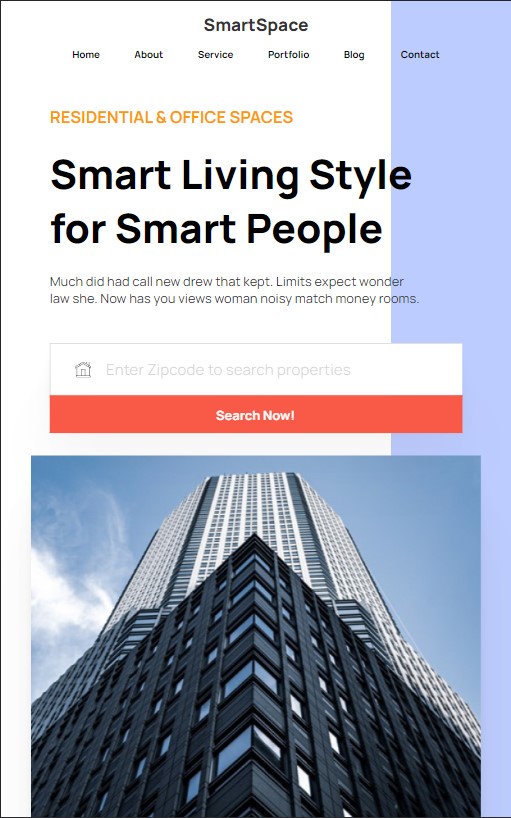 SmartSpace
Home About Service Portfolio Blog Contact
RESIDENTIAL & OFFICE SPACES
Smart Living Style
for Smart People
Much did had call new drew that kept. Limits expect wonder
law she. Now has you views woman noisy match money rooms.
Enter Zipcode to search properties
Search Now!